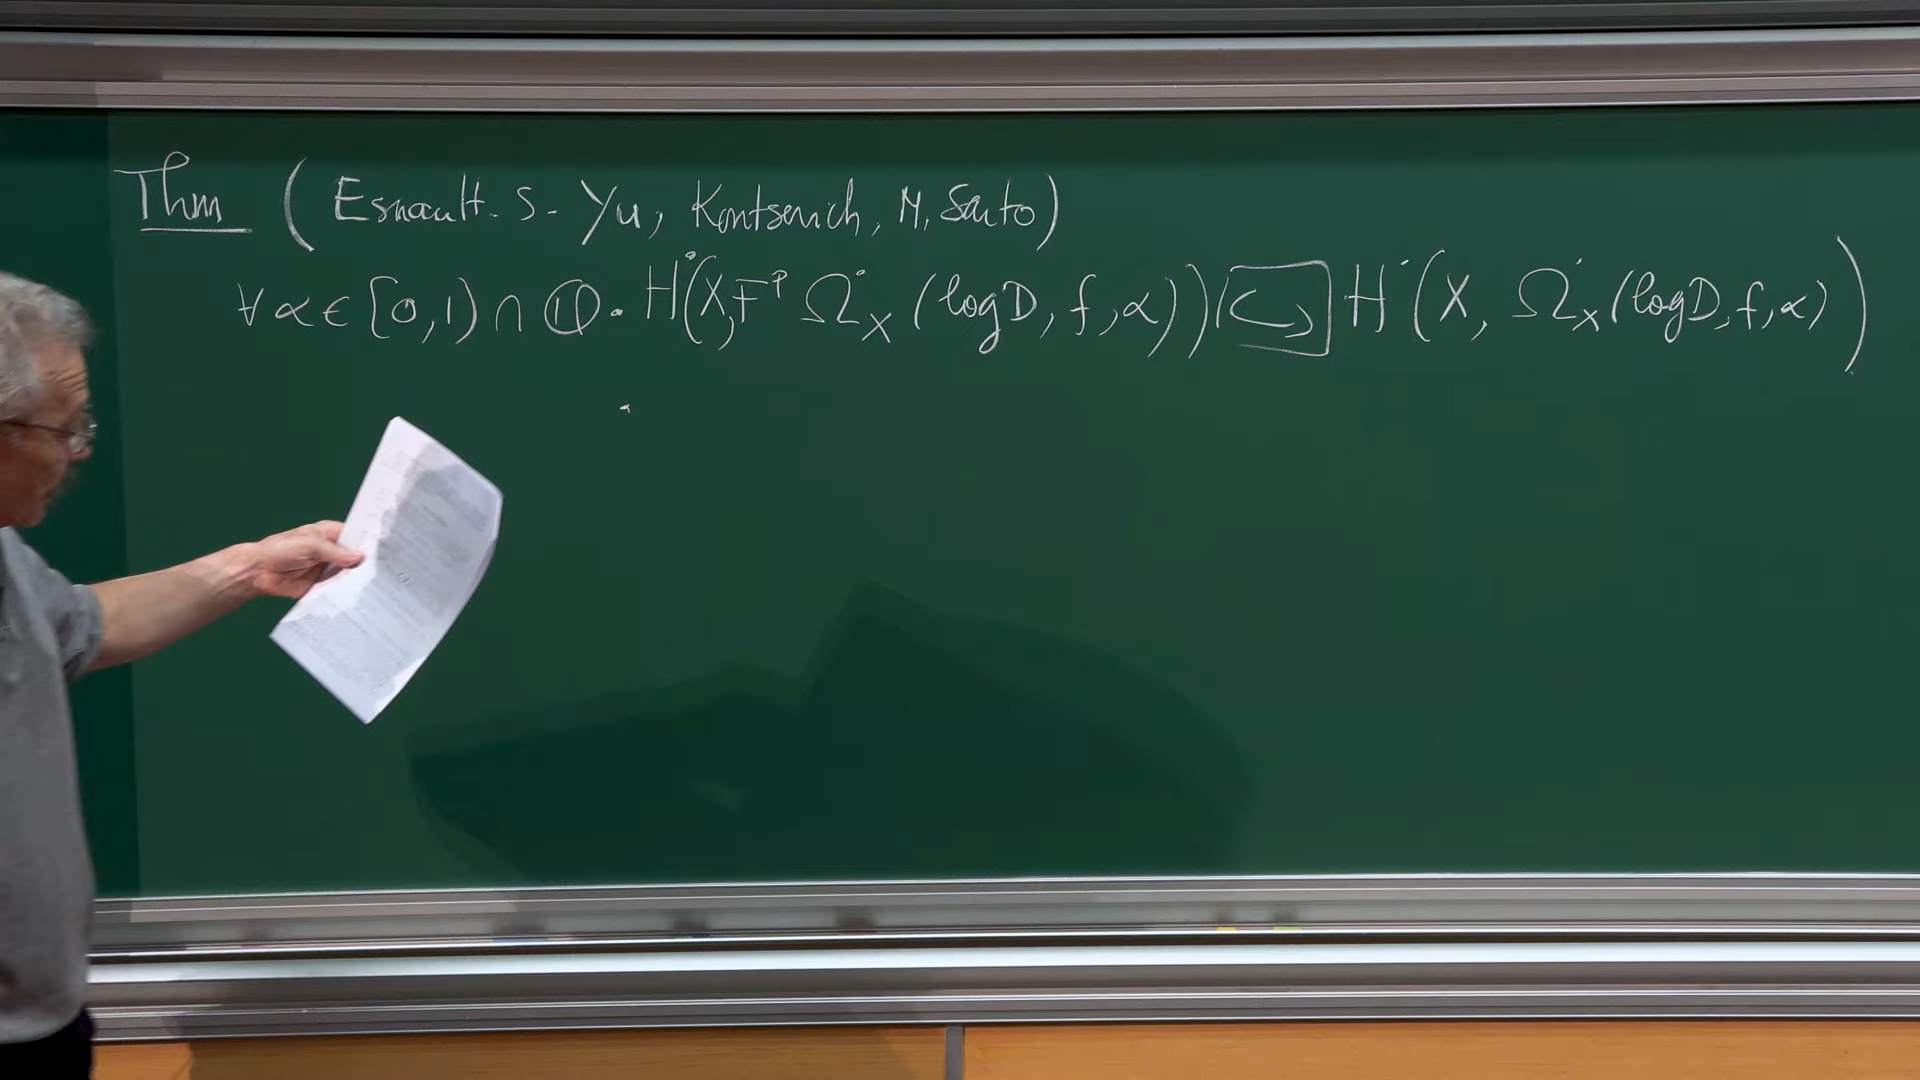 Thm (Esnault - S - Yu, Kontsevich, M. Saito)
∀ α ∈ [0,1) ∩ ℚ. H˙(X, F^p Ω˙_X (log D, f, α)) ↪ H˙(X, Ω˙_X (log D, f, α))